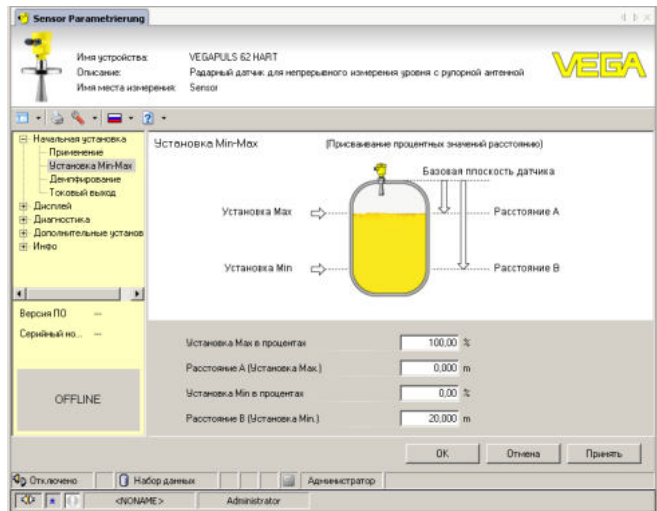 Sensor Parametrierung
Имя устройства: VEGAPULS 62 HART
Описание: Радарный датчик для непрерывного измерения уровня с рупорной антенной
Имя места измерения: Sensor
VEGA
Начальная установка
Применение
Установка Min-Max
Демпфирование
Токовый выход
Дисплей
Диагностика
Дополнительные установ
Инфо
Версия ПО --
Серийный но... --
OFFLINE
Установка Min-Max (Присваивание процентных значений расстоянию)
Базовая плоскость датчика
Установка Max Расстояние A
Установка Min Расстояние B
Установка Max в процентах 100,00 %
Расстояние A (Установка Max.) 0,000 m
Установка Min в процентах 0,00 %
Расстояние B (Установка Min.) 20,000 m
OK Отмена Принять
Отключено Набор данных Администратор
<NONAME> Administrator